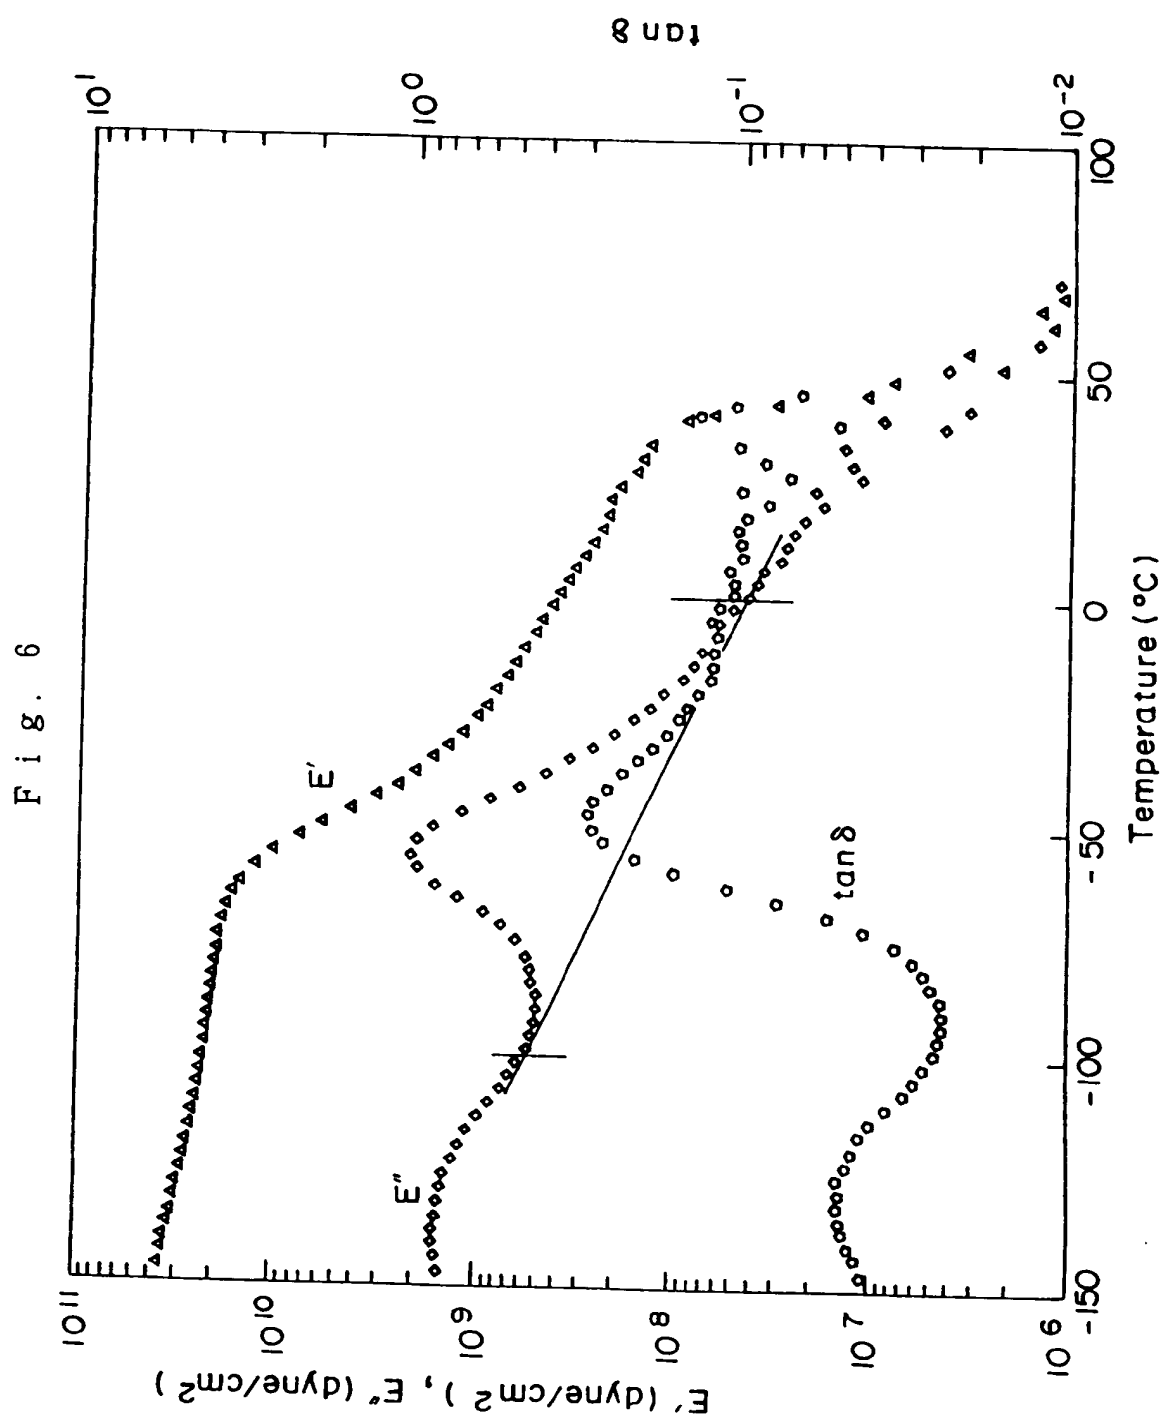 Fig. 6
E' (dyne/cm²), E" (dyne/cm²)
10¹¹
10¹⁰
10⁹
10⁸
10⁷
10⁶
E'
E"
tanδ
-150
-100
-50
0
50
100
Temperature (°C)
10¹
10⁰
10⁻¹
10⁻²
tan δ